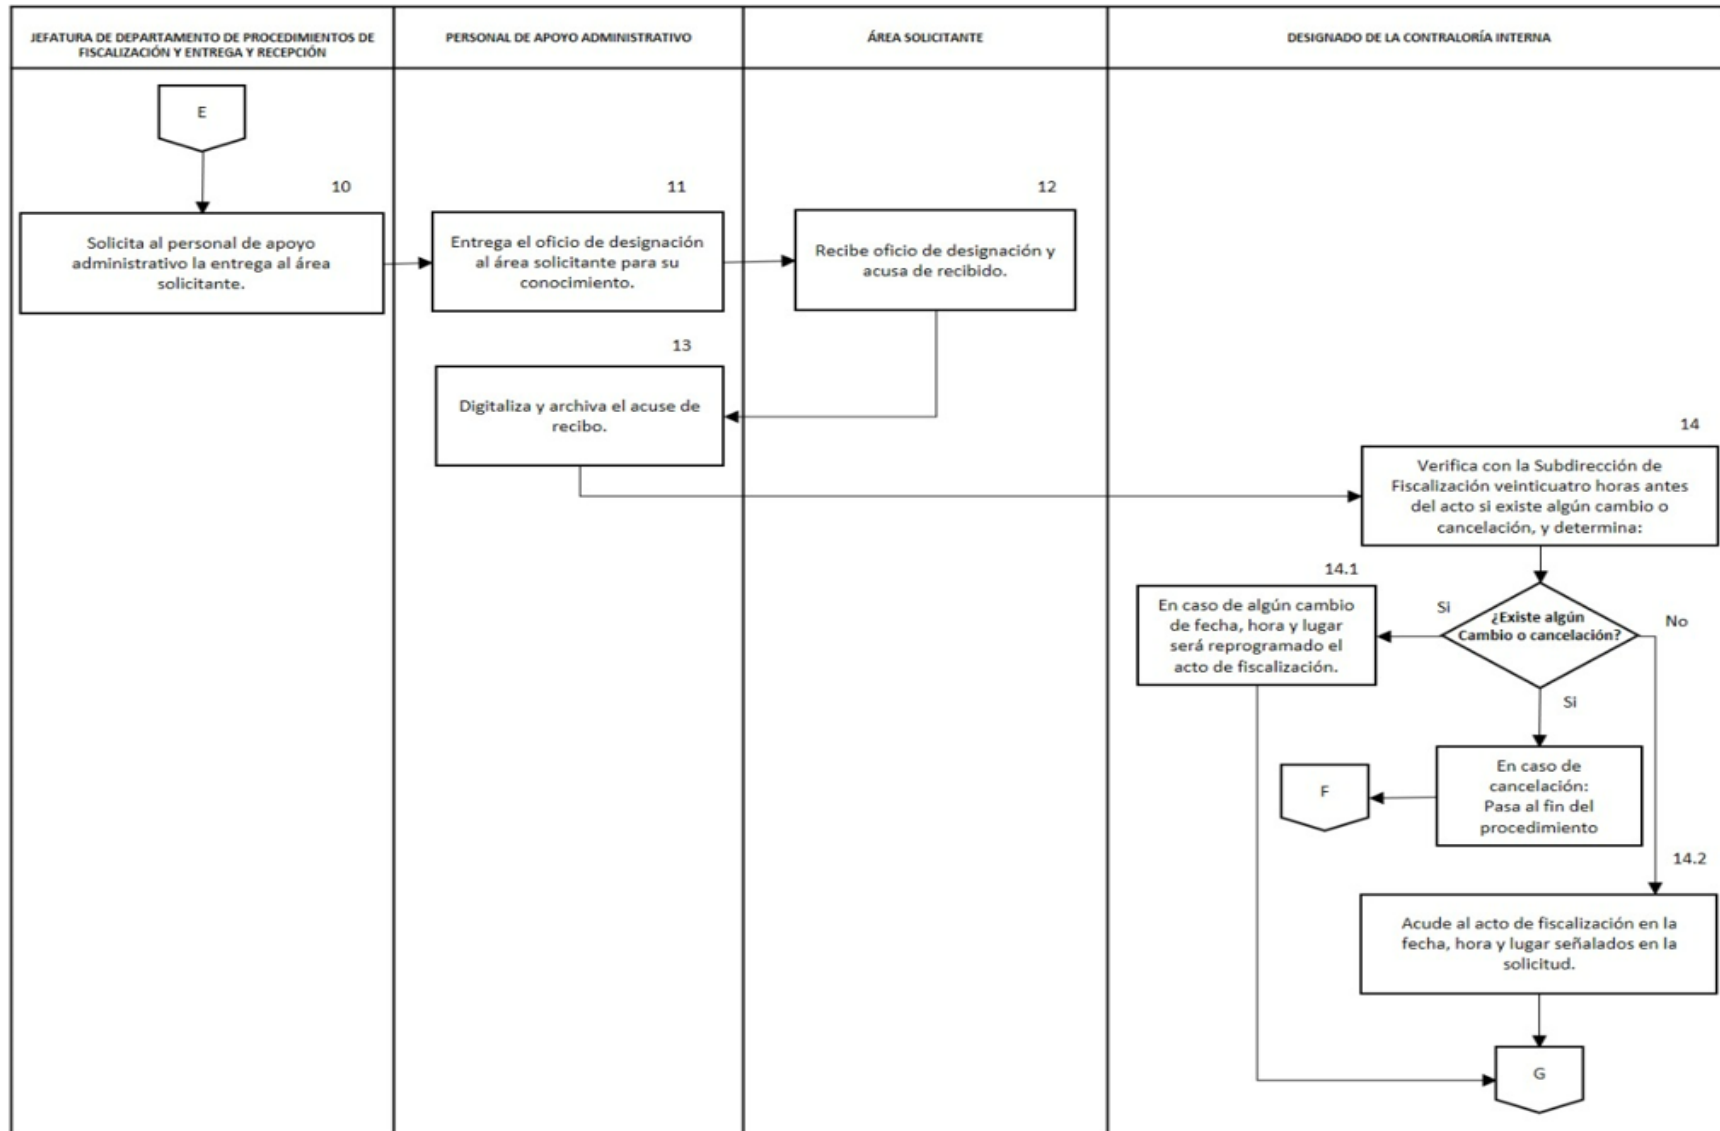 JEFATURA DE DEPARTAMENTO DE PROCEDIMIENTOS DE
FISCALIZACIÓN Y ENTREGA Y RECEPCIÓN
PERSONAL DE APOYO ADMINISTRATIVO
ÁREA SOLICITANTE
DESIGNADO DE LA CONTRALORÍA INTERNA
E
10
Solicita al personal de apoyo
administrativo la entrega al área
solicitante.
11
Entrega el oficio de designación
al área solicitante para su
conocimiento.
12
Recibe oficio de designación y
acusa de recibido.
13
Digitaliza y archiva el acuse de
recibo.
14
Verifica con la Subdirección de
Fiscalización veinticuatro horas antes
del acto si existe algún cambio o
cancelación, y determina:
¿Existe algún
Cambio o cancelación?
Si
14.1
En caso de algún cambio
de fecha, hora y lugar
será reprogramado el
acto de fiscalización.
No
Si
En caso de
cancelación:
Pasa al fin del
procedimiento
F
14.2
Acude al acto de fiscalización en la
fecha, hora y lugar señalados en la
solicitud.
G